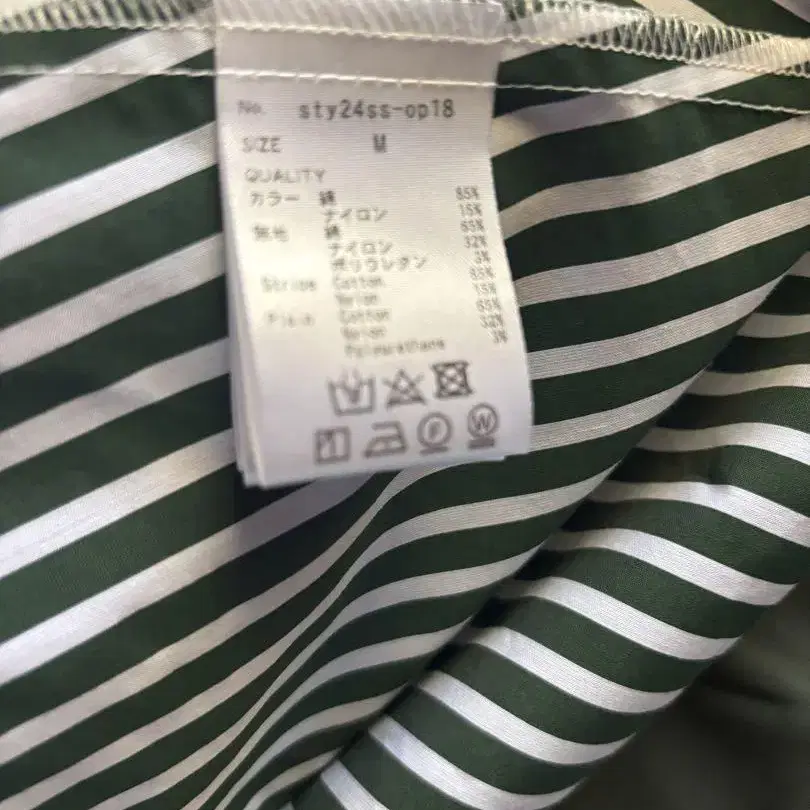 No. sty24ss-op18
SIZE M
QUALITY
カラー 綿 85%
ナイロン 15%
無地 綿 65%
ナイロン 32%
ポリウレタン 3%
Stripe Cotton 85%
Nylon 15%
Plain Cotton 65%
Nylon 32%
Polyurethane 3%
F W